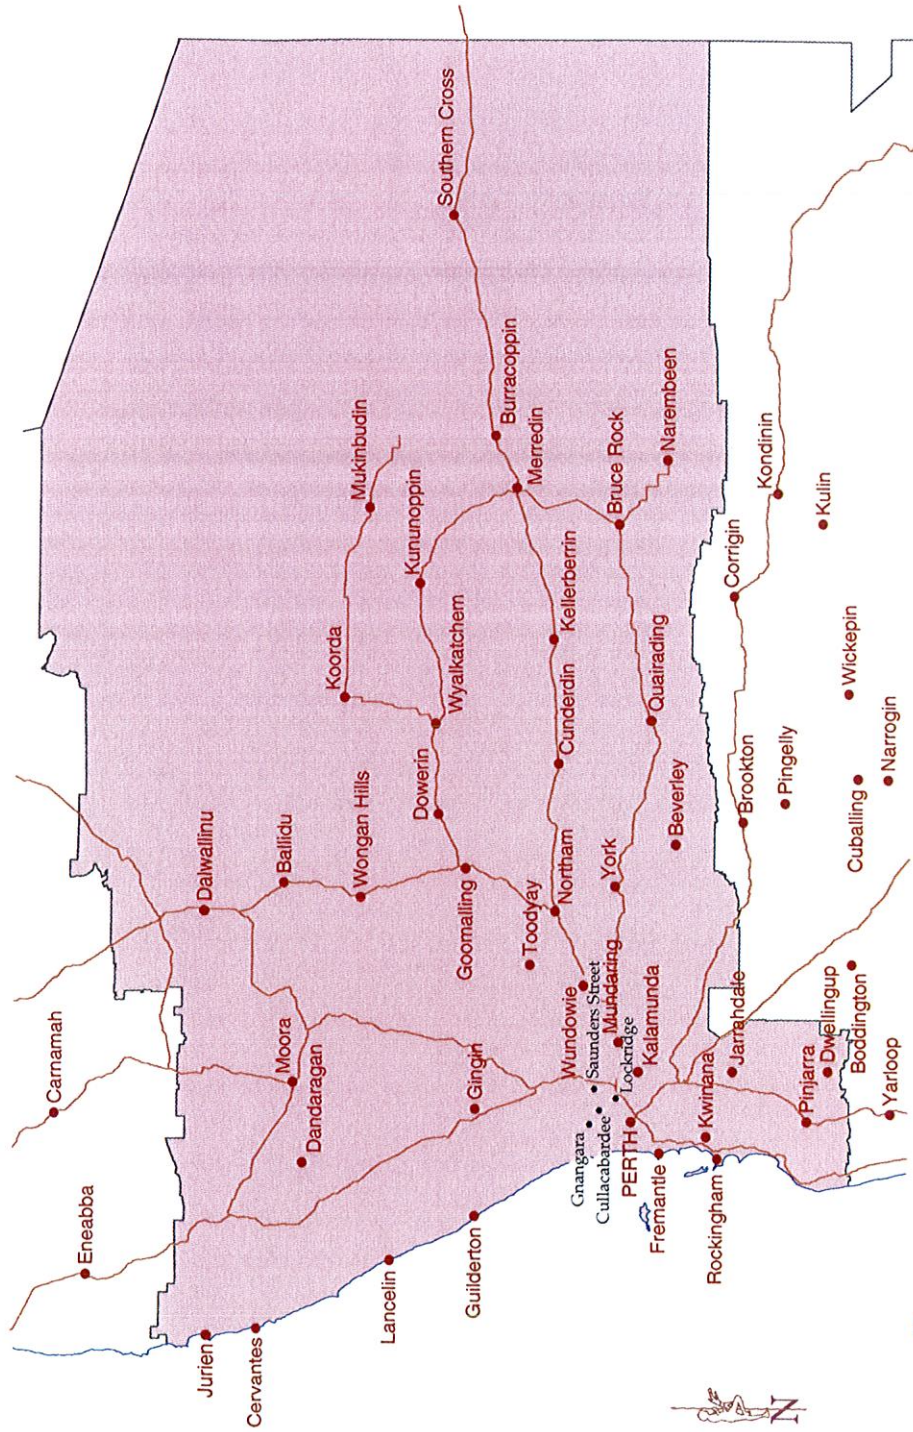 Eneabba
Carnamah
Jurien
Cervantes
Dalwallinu
Ballidu
Moora
Dandaragan
Wongan Hills
Koorda
Mukinbudin
Lancelin
Kununoppin
Wyalkatchem
Dowerin
Southern Cross
Goomalling
Gingin
Guilderton
Burracoppin
Merredin
Toodyay
Northam
Cunderdin
Kellerberrin
Wundowie
Saunders Street
Gnangara
Cullacabardee
Lockridge
Mundaring
York
Bruce Rock
PERTH
Kalamunda
Quairading
Narembeen
Fremantle
Beverley
Kwinana
Rockingham
Jarrahdale
Brookton
Corrigin
Kondinin
Pingelly
Kulin
Pinjarra
Dwellingup
Boddington
Wickepin
Cuballing
Narrogin
Yarloop
N